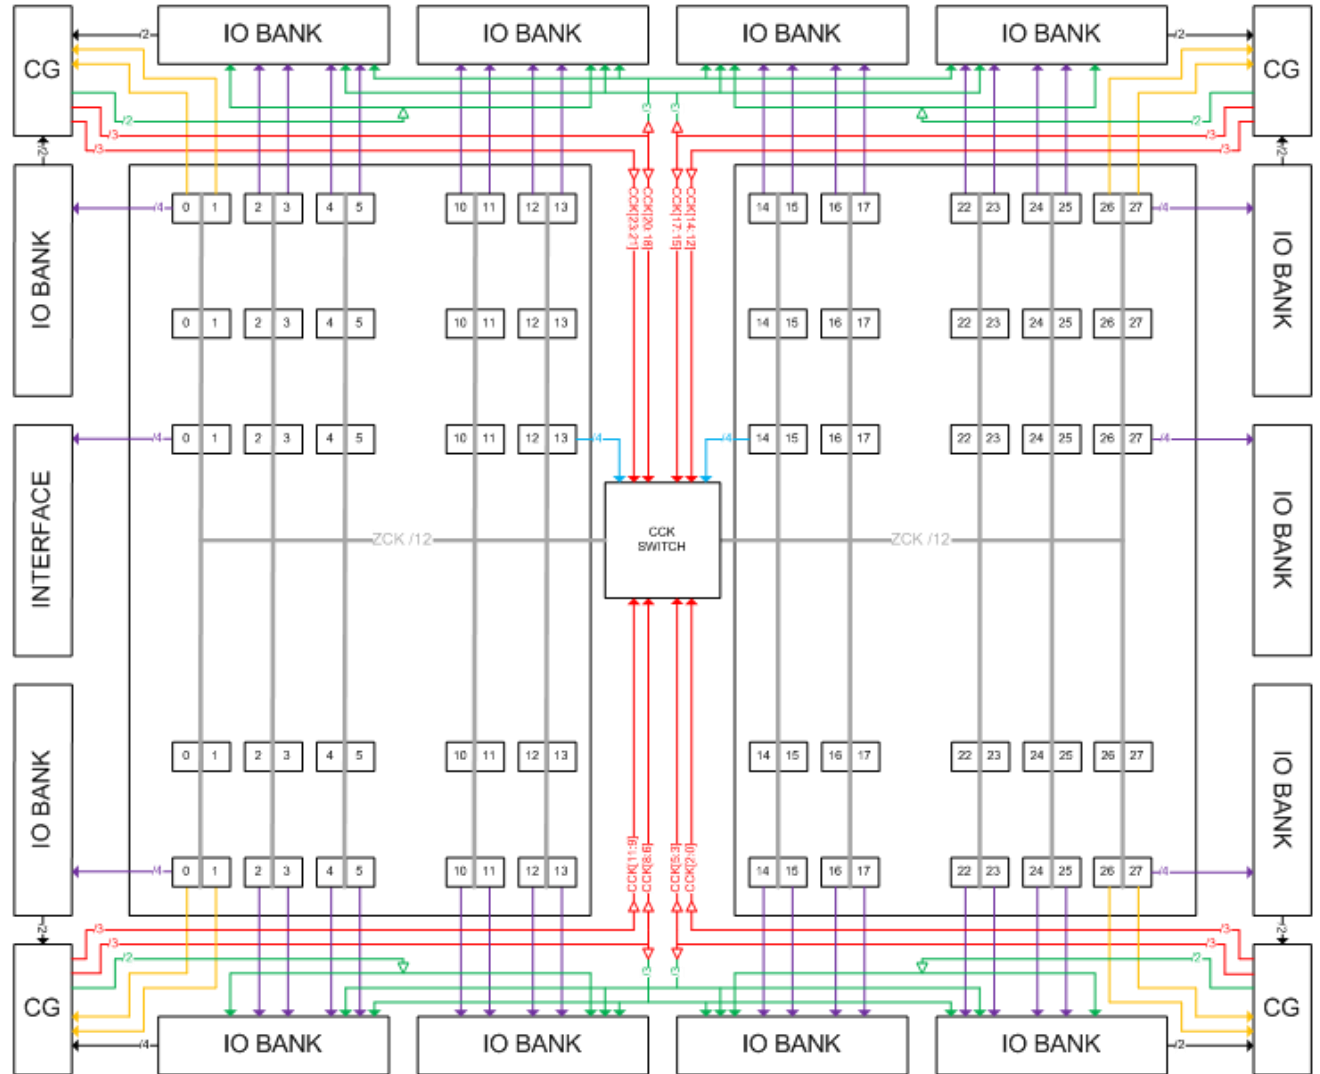 IO BANK
IO BANK
IO BANK
IO BANK
/2
/2
CG
CG
/3
/3
/2
/2
/3
/3
/3
/3
/2
/2
CCK[23:21]
CCK[20:18]
CCK[17:15]
CCK[14:12]
/4 0 1 2 3 4 5 10 11 12 13 14 15 16 17 22 23 24 25 26 27 /4
IO BANK
IO BANK
0 1 2 3 4 5 10 11 12 13 14 15 16 17 22 23 24 25 26 27
/4 0 1 2 3 4 5 10 11 12 13 /4 /4 14 15 16 17 22 23 24 25 26 27 /4
INTERFACE
IO BANK
ZCK /12
CCK
SWITCH
ZCK /12
0 1 2 3 4 5 10 11 12 13 14 15 16 17 22 23 24 25 26 27
IO BANK
IO BANK
CCK[11:9]
CCK[8:6]
CCK[5:3]
CCK[2:0]
/4 0 1 2 3 4 5 10 11 12 13 14 15 16 17 22 23 24 25 26 27 /4
/2
/2
/3
/3
/3
/3
/2
/2
/3
/3
CG
CG
/4
/2
IO BANK
IO BANK
IO BANK
IO BANK